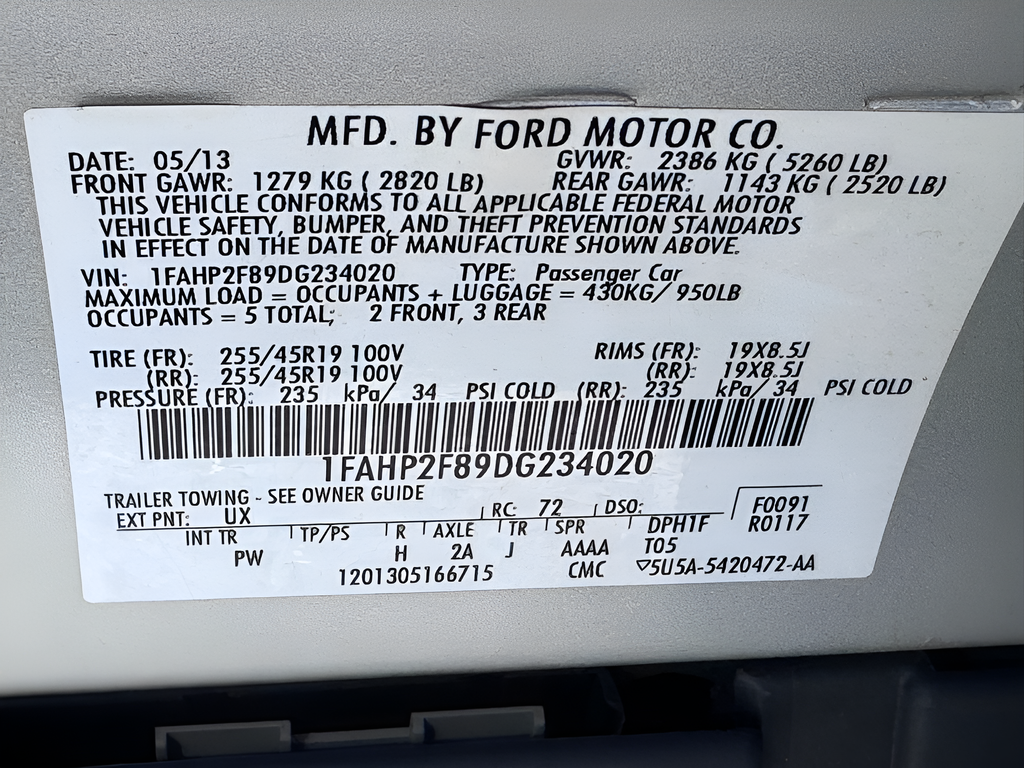 MFD. BY FORD MOTOR CO.
DATE: 05/13 GVWR: 2386 KG ( 5260 LB)
FRONT GAWR: 1279 KG ( 2820 LB) REAR GAWR: 1143 KG ( 2520 LB)
THIS VEHICLE CONFORMS TO ALL APPLICABLE FEDERAL MOTOR
VEHICLE SAFETY, BUMPER, AND THEFT PREVENTION STANDARDS
IN EFFECT ON THE DATE OF MANUFACTURE SHOWN ABOVE.
VIN: 1FAHP2F89DG234020 TYPE: Passenger Car
MAXIMUM LOAD = OCCUPANTS + LUGGAGE = 430KG/ 950LB
OCCUPANTS = 5 TOTAL; 2 FRONT, 3 REAR
TIRE (FR): 255/45R19 100V RIMS (FR): 19X8.5J
(RR): 255/45R19 100V (RR): 19X8.5J
PRESSURE (FR): 235 kPa/ 34 PSI COLD (RR): 235 kPa/ 34 PSI COLD
1FAHP2F89DG234020
TRAILER TOWING - SEE OWNER GUIDE
EXT PNT: UX RC: 72 DSO: F0091
INT TR TP/PS R AXLE TR SPR DPH1F R0117
PW H 2A J AAAA T05
1201305166715 CMC ▽5U5A-5420472-AA